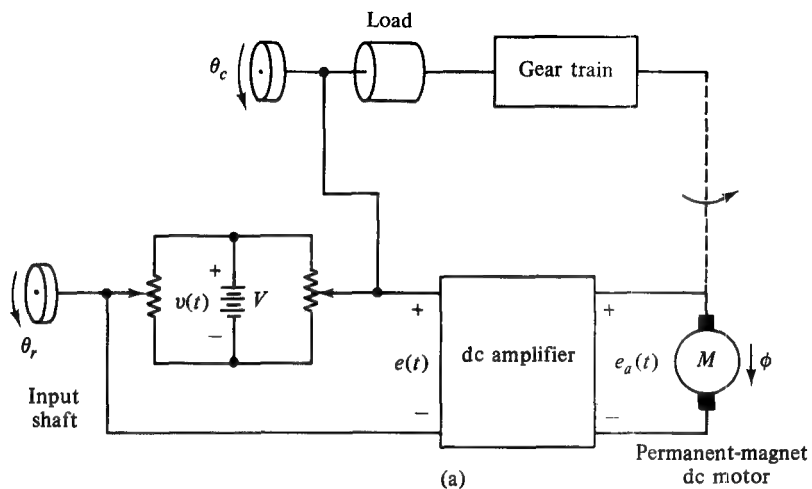 Load
θc
Gear train
+
v(t)
V
−
θr
Input
shaft
+
e(t)
−
dc amplifier
+
ea(t)
−
M
ϕ
Permanent-magnet
dc motor
(a)